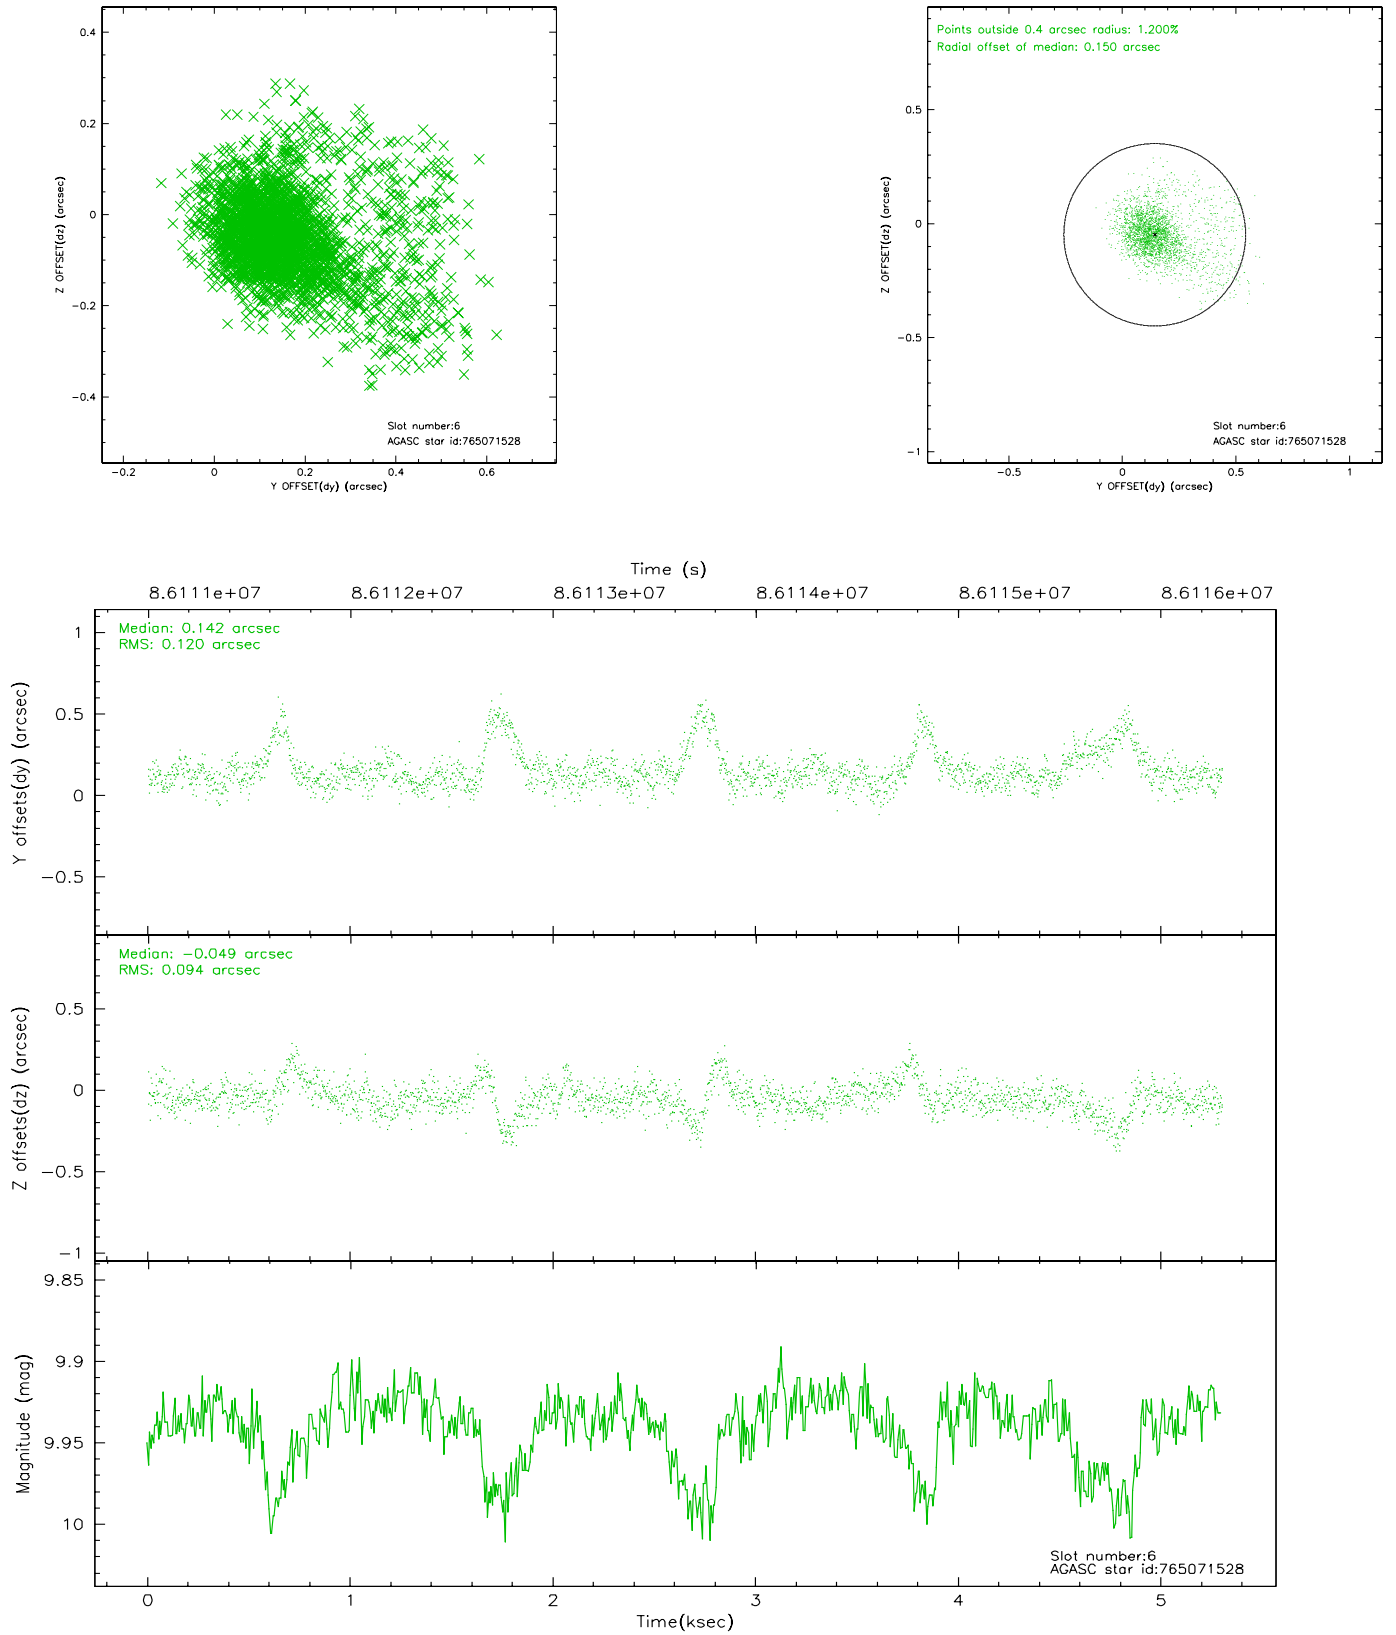 0.4
0.2
0
−0.2
−0.4
Z OFFSET(dz) (arcsec)
−0.2 0 0.2 0.4 0.6
Y OFFSET(dy) (arcsec)
Slot number:6
AGASC star id:765071528
Points outside 0.4 arcsec radius: 1.200%
Radial offset of median: 0.150 arcsec
0.5
0
−0.5
−1
Z OFFSET(dz) (arcsec)
−0.5 0 0.5 1
Y OFFSET(dy) (arcsec)
Slot number:6
AGASC star id:765071528
Time (s)
8.6111e+07 8.6112e+07 8.6113e+07 8.6114e+07 8.6115e+07 8.6116e+07
Median: 0.142 arcsec
RMS: 0.120 arcsec
1
0.5
0
−0.5
Y offsets(dy) (arcsec)
Median: −0.049 arcsec
RMS: 0.094 arcsec
0.5
0
−0.5
−1
Z offsets(dz) (arcsec)
9.85
9.9
9.95
10
Magnitude (mag)
Slot number:6
AGASC star id:765071528
0 1 2 3 4 5
Time(ksec)